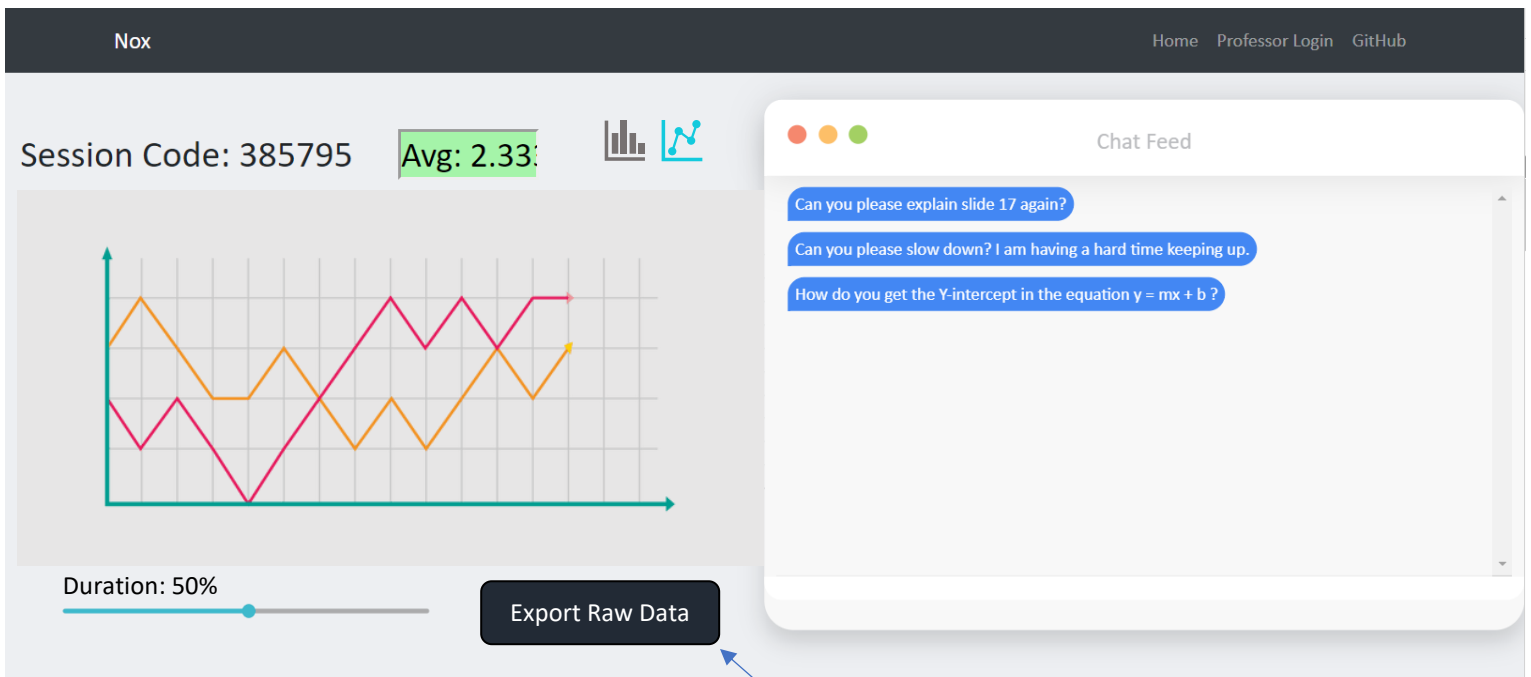 Nox
Home Professor Login GitHub
Session Code: 385795
Avg: 2.33
Chat Feed
Can you please explain slide 17 again?
Can you please slow down? I am having a hard time keeping up.
How do you get the Y-intercept in the equation y = mx + b ?
Duration: 50%
Export Raw Data